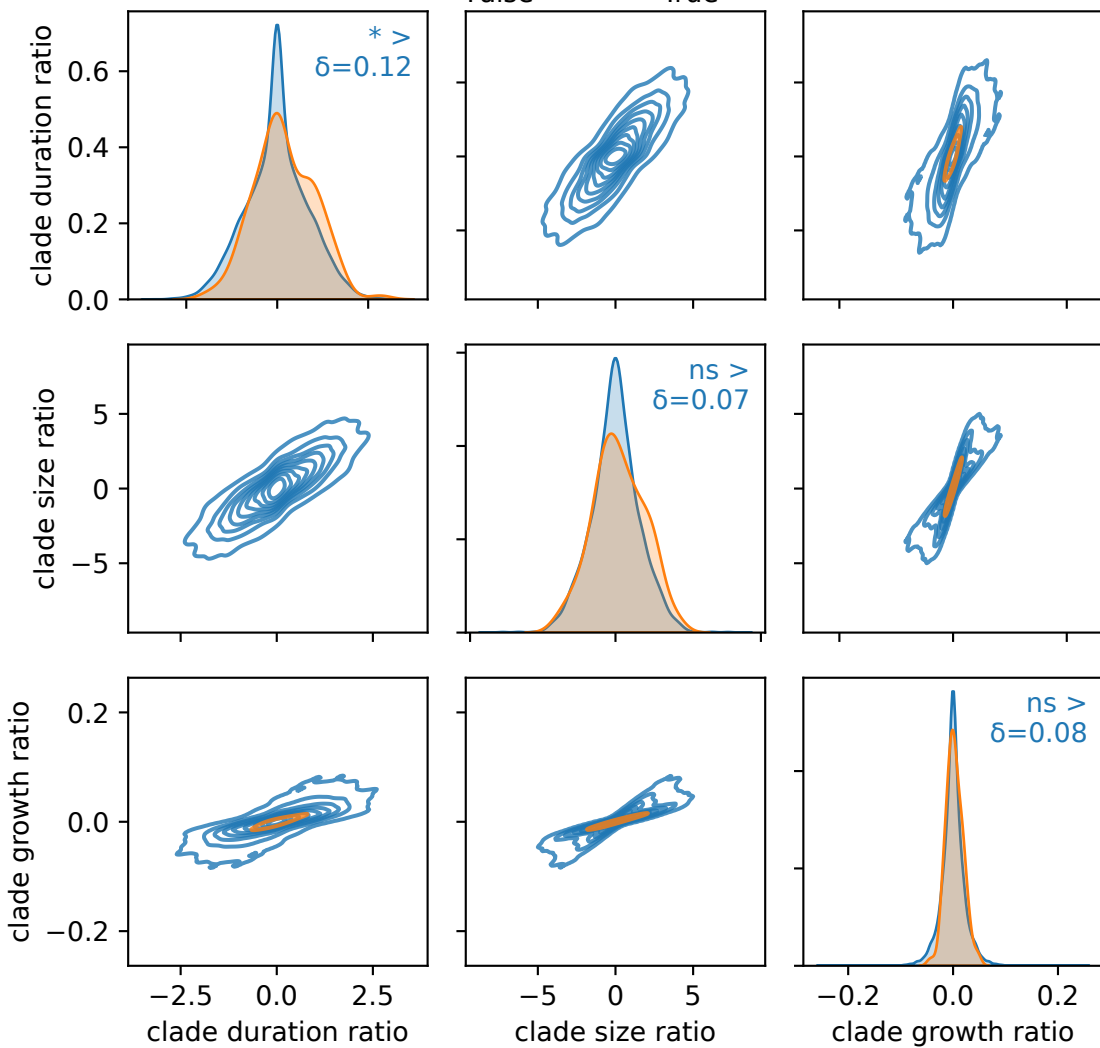 clade duration ratio
0.6
0.4
0.2
0.0
* >
δ=0.12
clade size ratio
5
0
−5
ns >
δ=0.07
clade growth ratio
0.2
0.0
−0.2
ns >
δ=0.08
−2.5 0.0 2.5
−5 0 5
−0.2 0.0 0.2
clade duration ratio
clade size ratio
clade growth ratio